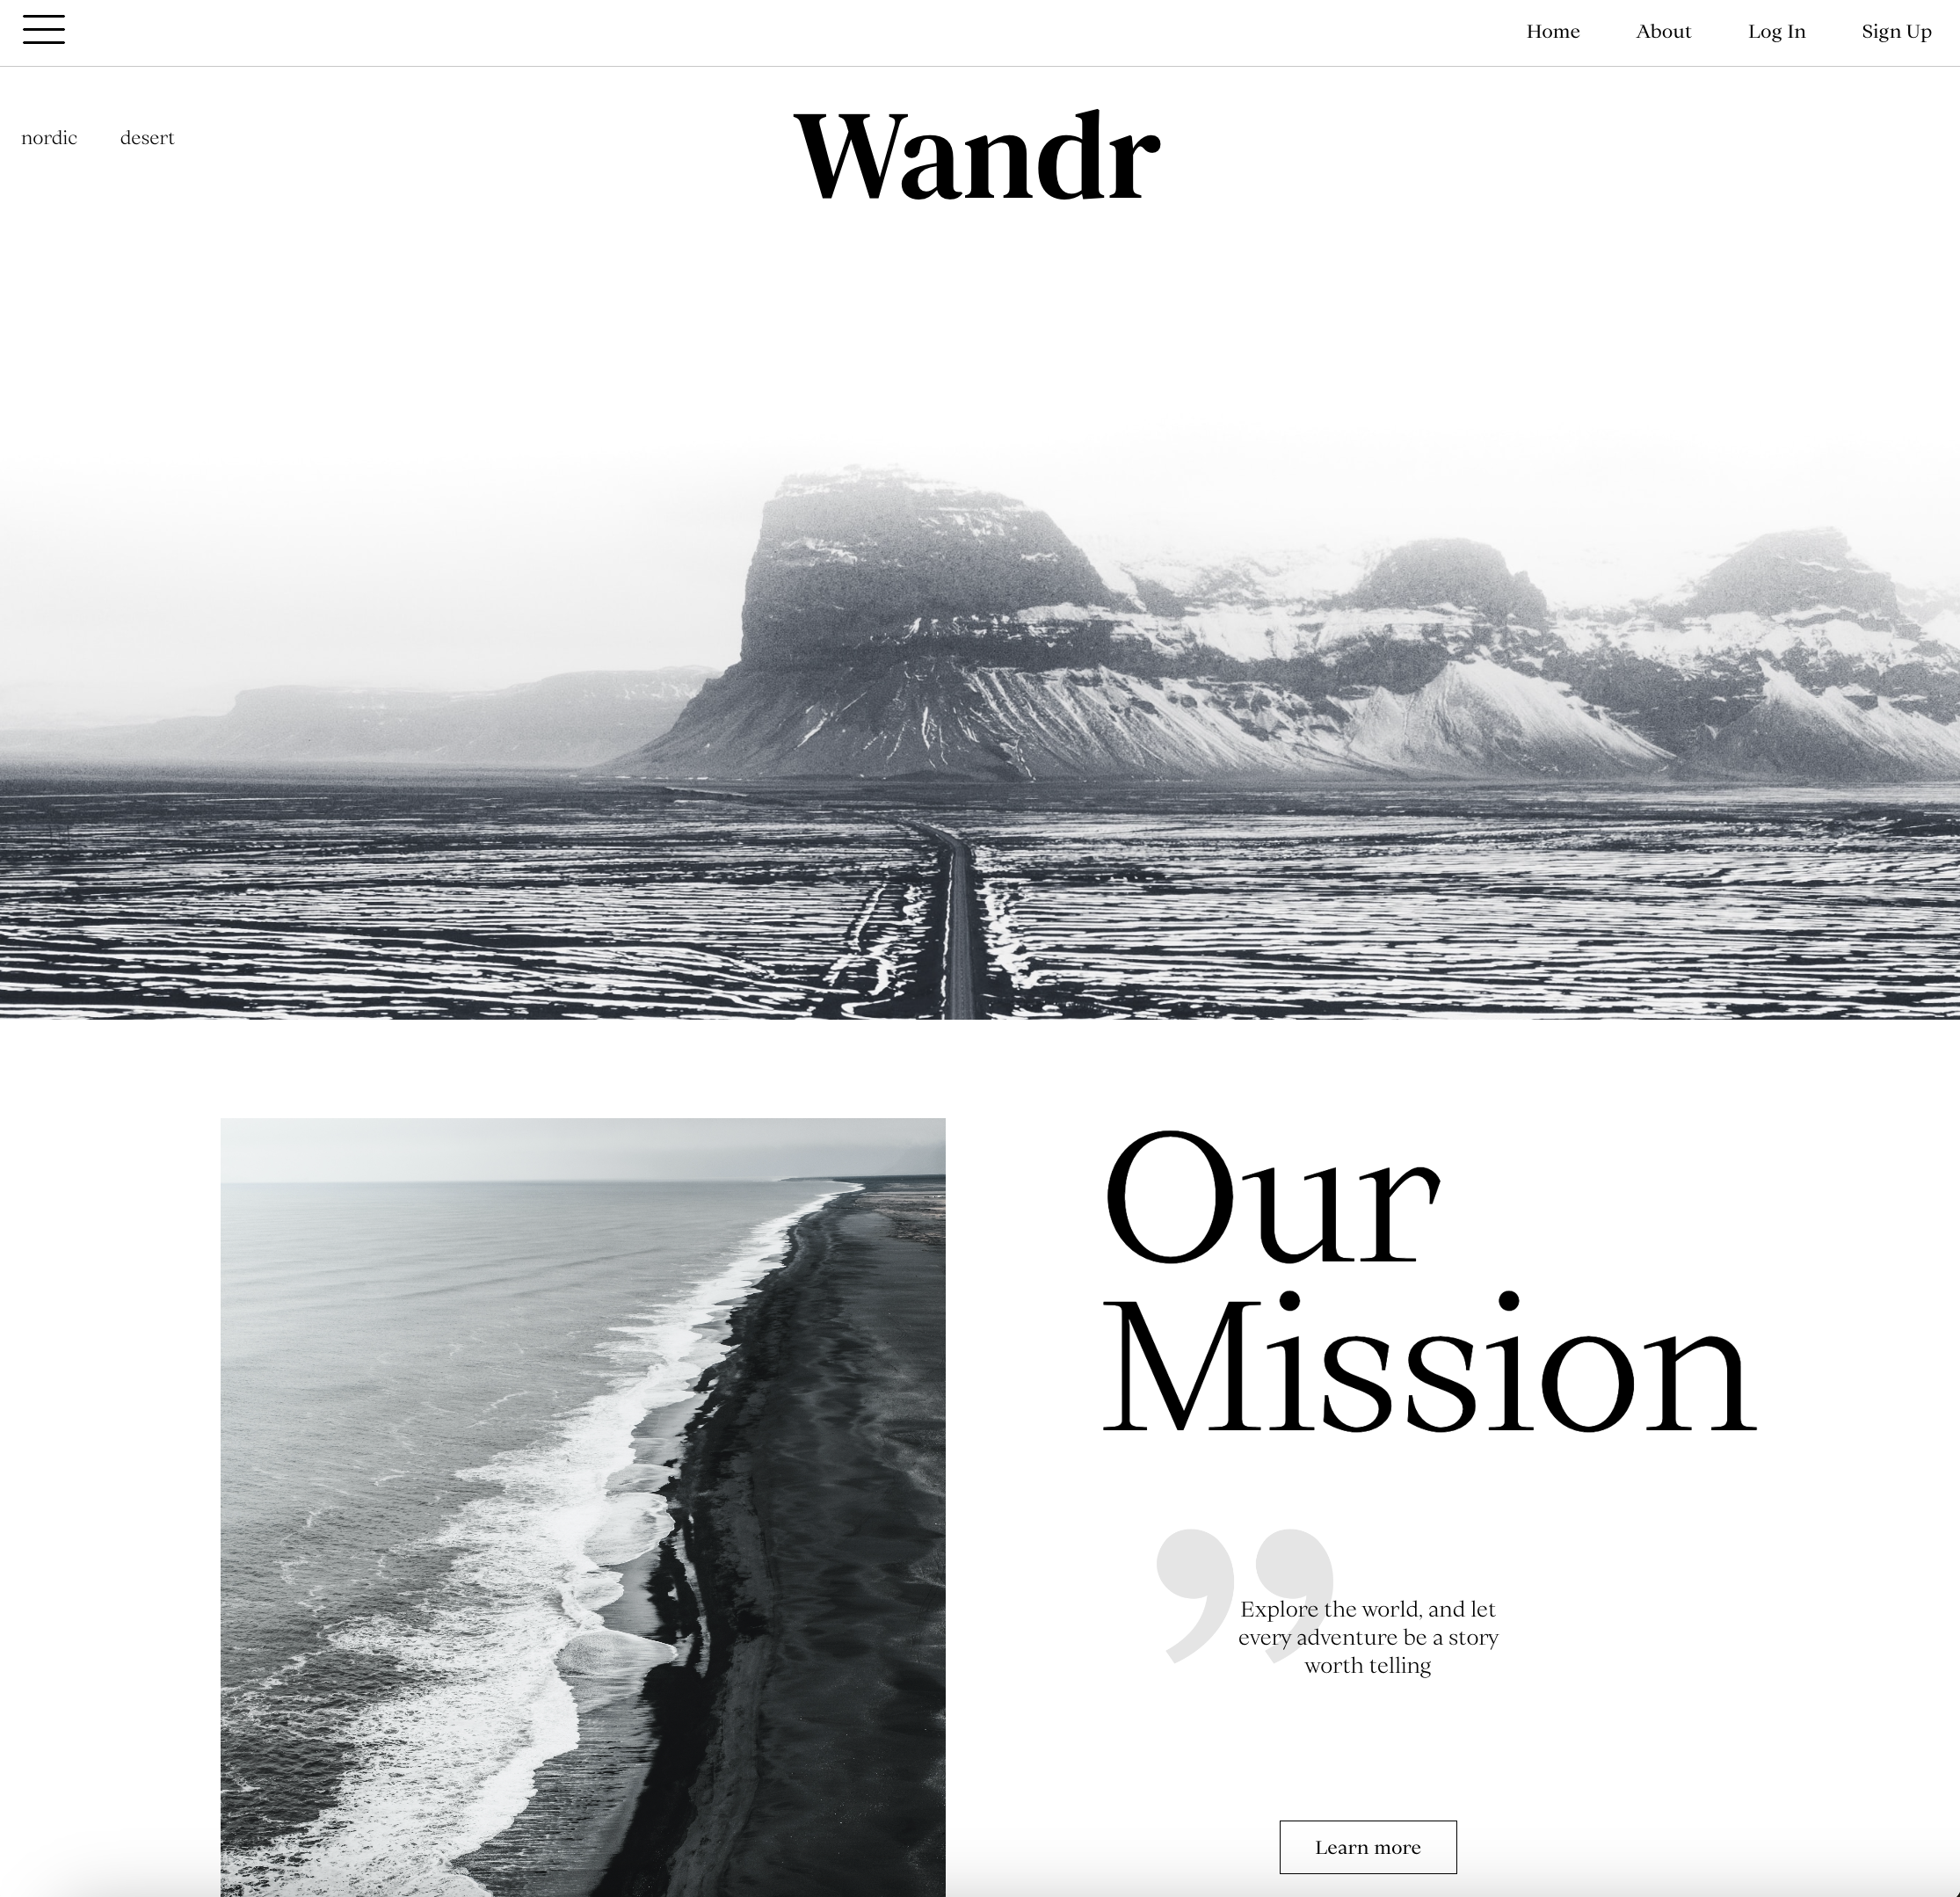 Home About Log In Sign Up
nordic desert
Wandr
Our
Mission
”
Explore the world, and let
every adventure be a story
worth telling
Learn more